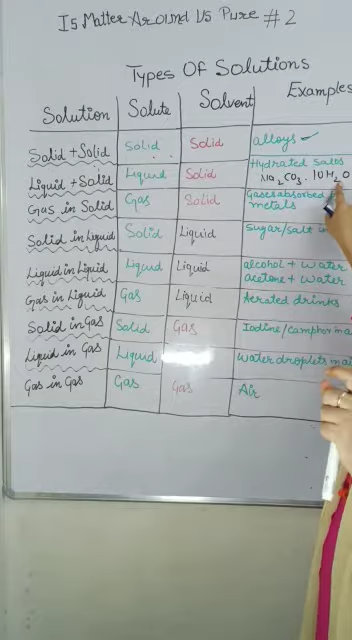 Is Matter Around Us Pure #2
Types Of Solutions
Solution Solute Solvent Examples
Solid + Solid Solid Solid alloys
Liquid + Solid Liquid Solid Hydrated Salts
Na2CO3. 10H2O
Gas in Solid Gas Solid Gases absorbed
metals
Solid in Liquid Solid Liquid Sugar/salt in
Liquid in Liquid Liquid Liquid alcohol + water
acetone + water
Gas in Liquid Gas Liquid Aerated drinks
Solid in Gas Solid Gas Iodine/camphor
Liquid in Gas Liquid Gas Water droplets
Gas in Gas Gas Gas Air